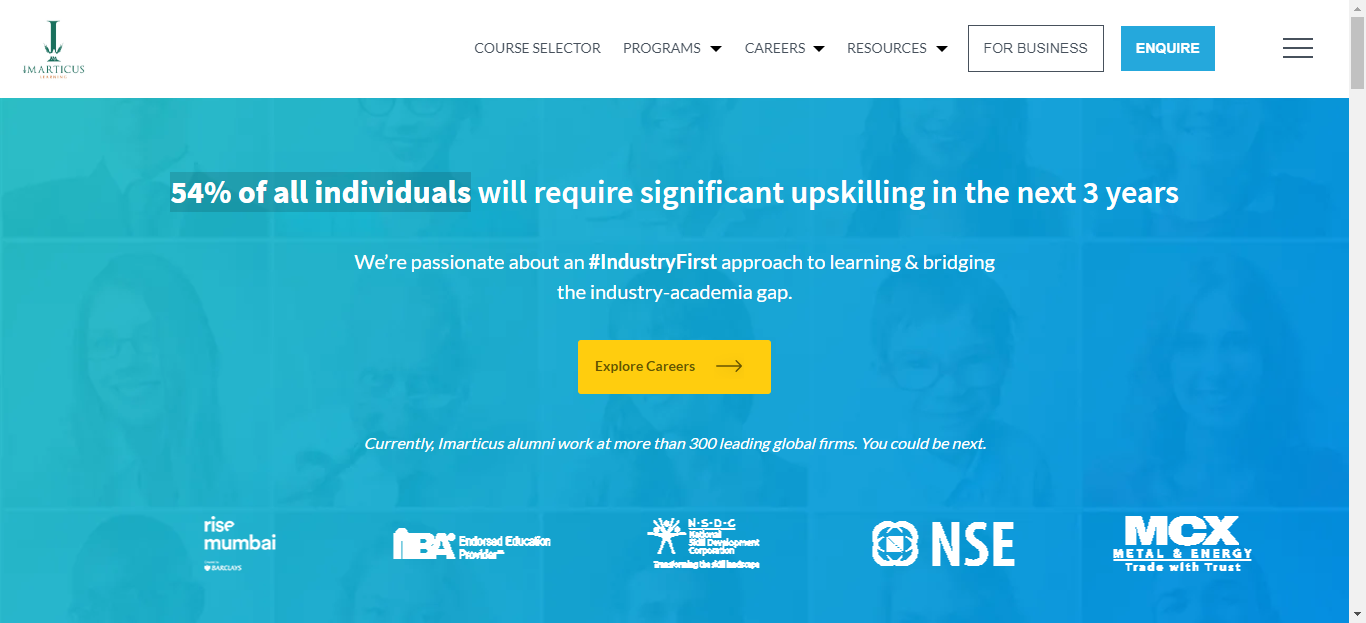 IMARTICUS
LEARNING
COURSE SELECTOR
PROGRAMS
CAREERS
RESOURCES
FOR BUSINESS
ENQUIRE
54% of all individuals will require significant upskilling in the next 3 years
We’re passionate about an #IndustryFirst approach to learning & bridging
the industry-academia gap.
Explore Careers
Currently, Imarticus alumni work at more than 300 leading global firms. You could be next.
rise
mumbai
Created by
BARCLAYS
IIBA®
Endorsed Education
Provider™
N·S·D·C
National
Skill Development
Corporation
Transforming the skill landscape
NSE
MCX
METAL & ENERGY
Trade with Trust